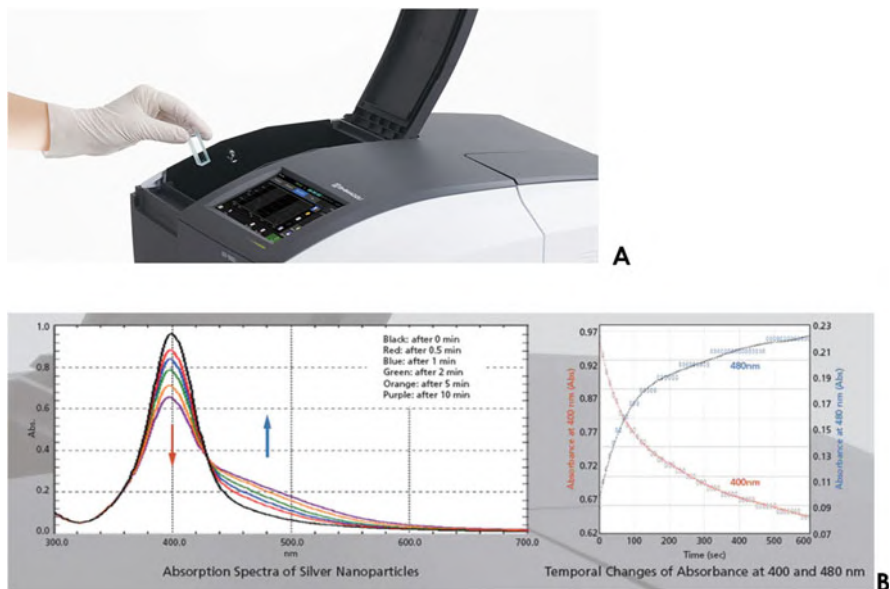 SHIMADZU
A
1.0
0.8
0.6
0.4
0.2
0.0
Abs.
300.0 400.0 500.0 600.0 700.0
nm
Black: after 0 min
Red: after 0.5 min
Blue: after 1 min
Green: after 2 min
Orange: after 5 min
Purple: after 10 min
Absorption Spectra of Silver Nanoparticles
0.97
0.91
0.87
0.81
0.77
0.72
0.66
0.62
Absorbance at 400 nm (Abs)
480nm
400nm
0.23
0.21
0.19
0.17
0.15
0.13
0.11
0.09
0.07
Absorbance at 480 nm (Abs)
0 100 200 300 400 500 600
Time (sec)
Temporal Changes of Absorbance at 400 and 480 nm
B